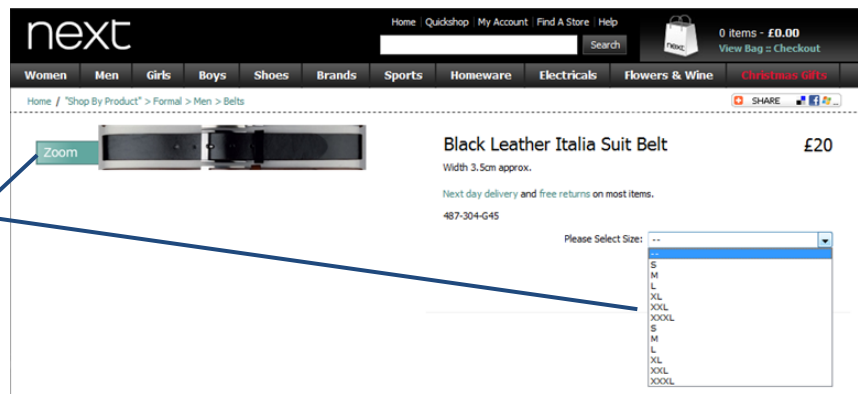 next
Home | Quickshop | My Account | Find A Store | Help
Search
next
0 items - £0.00
View Bag :: Checkout
Women Men Girls Boys Shoes Brands Sports Homeware Electricals Flowers & Wine Christmas Gifts
Home / "Shop By Product" > Formal > Men > Belts
SHARE
Zoom
Black Leather Italia Suit Belt £20
Width 3.5cm approx.
Next day delivery and free returns on most items.
487-304-G45
Please Select Size: --
--
S
M
L
XL
XXL
XXXL
S
M
L
XL
XXL
XXXL